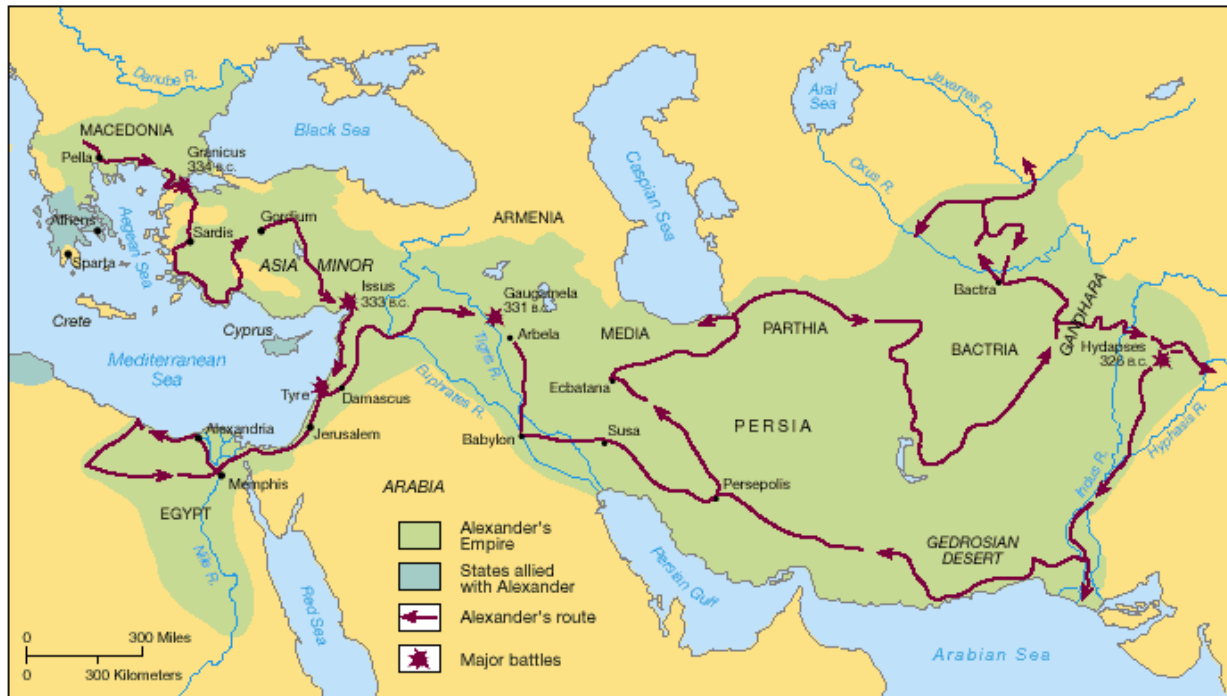 Danube R.
MACEDONIA
Pella
Granicus
334 B.C.
Black Sea
Aral
Sea
Jaxartes R.
Oxus R.
Caspian Sea
Athens
Aegean Sea
Sparta
Sardis
Gordium
ARMENIA
ASIA MINOR
Issus
333 B.C.
Crete
Cyprus
Gaugamela
331 B.C.
Arbela
MEDIA
PARTHIA
BACTRIA
Bactra
GANDHARA
Hydapses
326 B.C.
Mediterranean
Sea
Tyre
Damascus
Tigris R.
Euphrates R.
Ecbatana
PERSIA
Alexandria
Jerusalem
Babylon
Susa
Indus R.
Hyphasis R.
Memphis
EGYPT
ARABIA
Persepolis
Nile R.
Red Sea
Persian Gulf
GEDROSIAN
DESERT
Arabian Sea
Alexander's
Empire
States allied
with Alexander
Alexander's route
Major battles
0 300 Miles
0 300 Kilometers